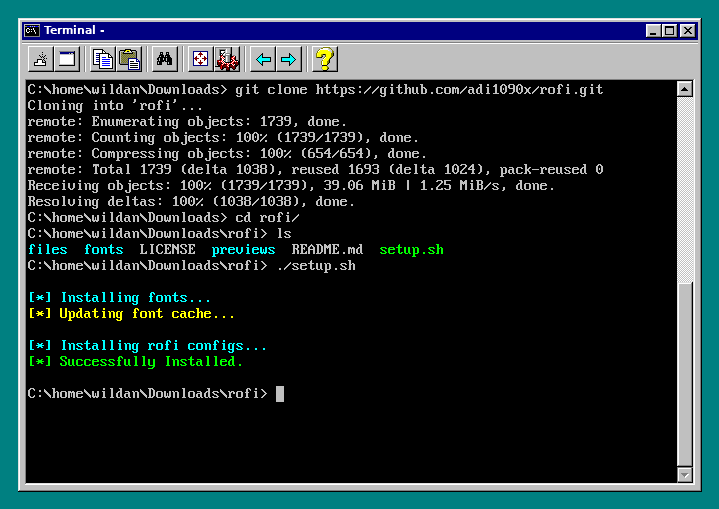 Terminal -
C:\home\wildan\Downloads> git clone https://github.com/adi1090x/rofi.git
Cloning into 'rofi'...
remote: Enumerating objects: 1739, done.
remote: Counting objects: 100% (1739/1739), done.
remote: Compressing objects: 100% (654/654), done.
remote: Total 1739 (delta 1038), reused 1693 (delta 1024), pack-reused 0
Receiving objects: 100% (1739/1739), 39.06 MiB | 1.25 MiB/s, done.
Resolving deltas: 100% (1038/1038), done.
C:\home\wildan\Downloads> cd rofi/
C:\home\wildan\Downloads\rofi> ls
files  fonts  LICENSE  previews  README.md  setup.sh
C:\home\wildan\Downloads\rofi> ./setup.sh
[*] Installing fonts...
[*] Updating font cache...
[*] Installing rofi configs...
[*] Successfully Installed.
C:\home\wildan\Downloads\rofi>